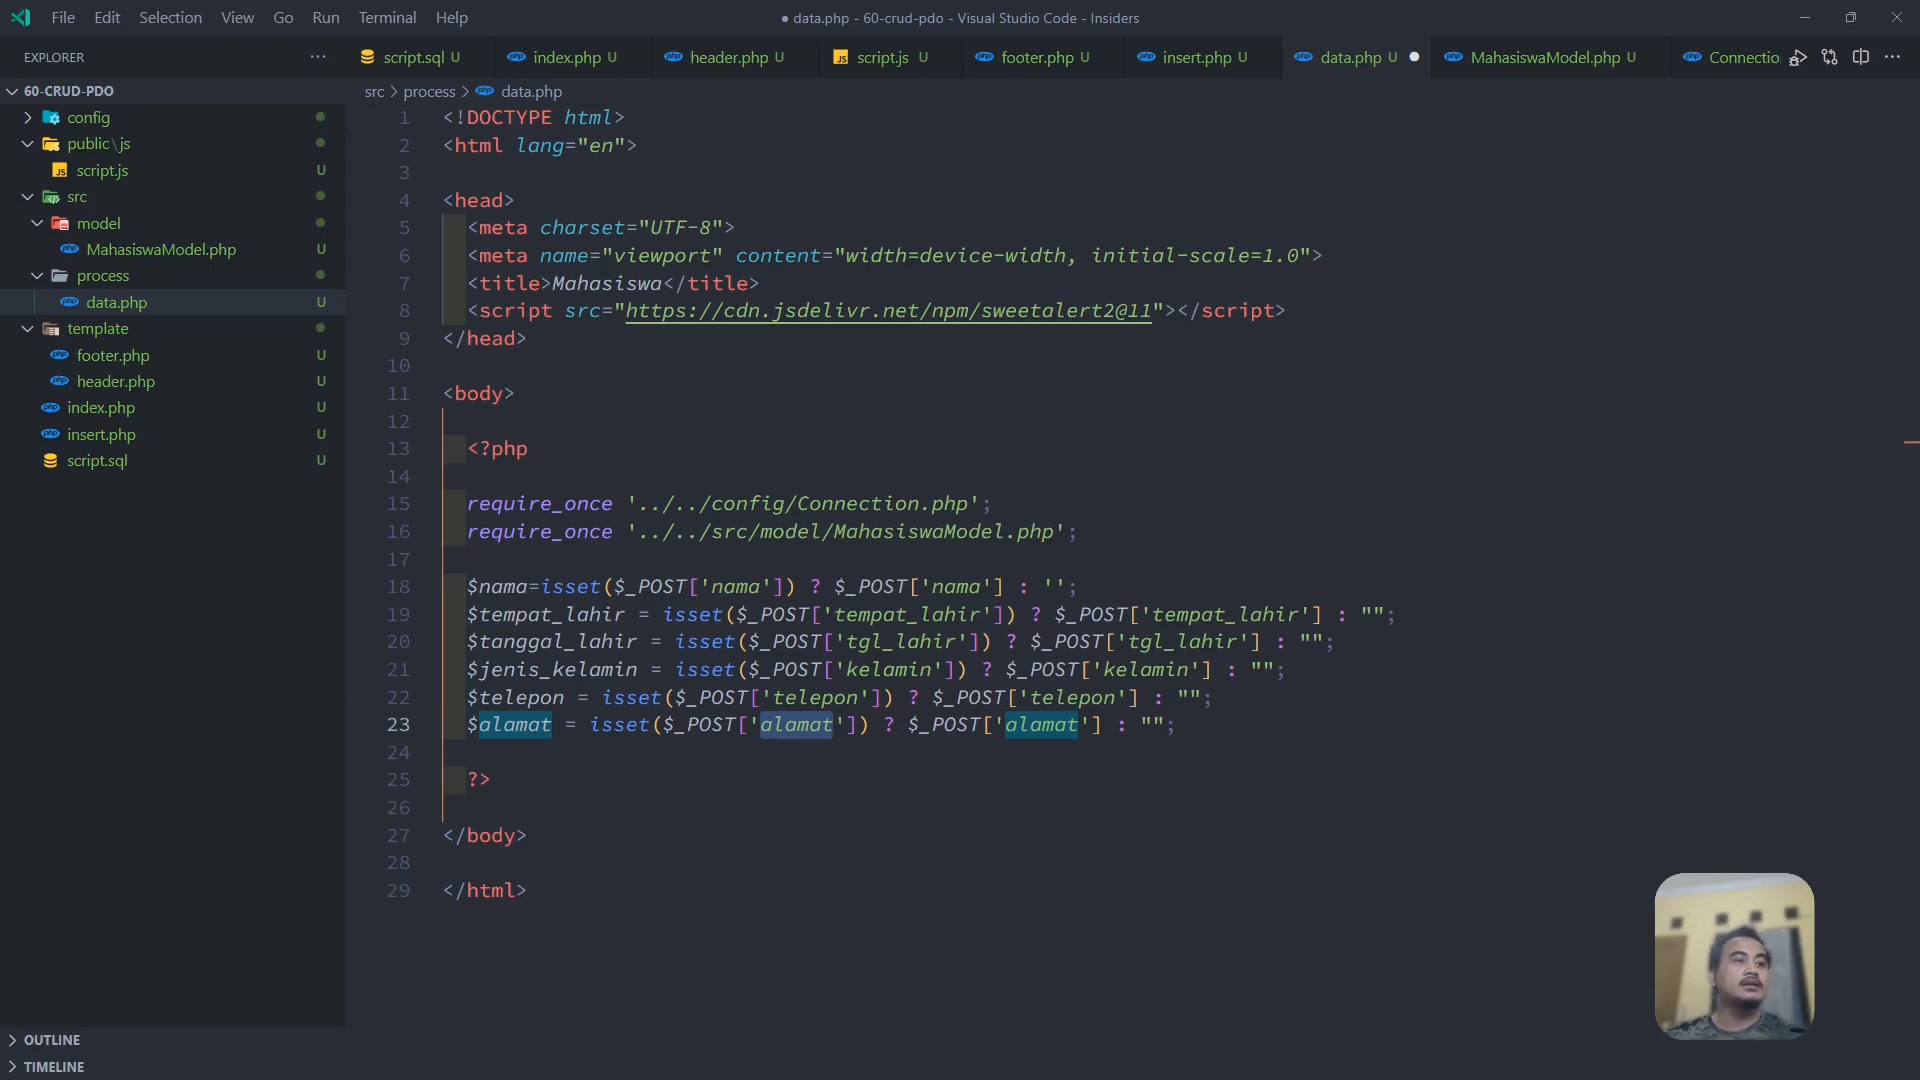 File Edit Selection View Go Run Terminal Help
● data.php - 60-crud-pdo - Visual Studio Code - Insiders
EXPLORER
script.sql U
index.php U
header.php U
JS script.js U
footer.php U
insert.php U
data.php U
MahasiswaModel.php U
Connectio
60-CRUD-PDO
config
public\js
JS script.js U
src
model
MahasiswaModel.php U
process
data.php U
template
footer.php U
header.php U
index.php U
insert.php U
script.sql U
OUTLINE
TIMELINE
src > process > data.php
1 <!DOCTYPE html>
2 <html lang="en">
3
4 <head>
5 <meta charset="UTF-8">
6 <meta name="viewport" content="width=device-width, initial-scale=1.0">
7 <title>Mahasiswa</title>
8 <script src="https://cdn.jsdelivr.net/npm/sweetalert2@11"></script>
9 </head>
10
11 <body>
12
13 <?php
14
15 require_once '../../config/Connection.php';
16 require_once '../../src/model/MahasiswaModel.php';
17
18 $nama=isset($_POST['nama']) ? $_POST['nama'] : '';
19 $tempat_lahir = isset($_POST['tempat_lahir']) ? $_POST['tempat_lahir'] : "";
20 $tanggal_lahir = isset($_POST['tgl_lahir']) ? $_POST['tgl_lahir'] : "";
21 $jenis_kelamin = isset($_POST['kelamin']) ? $_POST['kelamin'] : "";
22 $telepon = isset($_POST['telepon']) ? $_POST['telepon'] : "";
23 $alamat = isset($_POST['alamat']) ? $_POST['alamat'] : "";
24
25 ?>
26
27 </body>
28
29 </html>